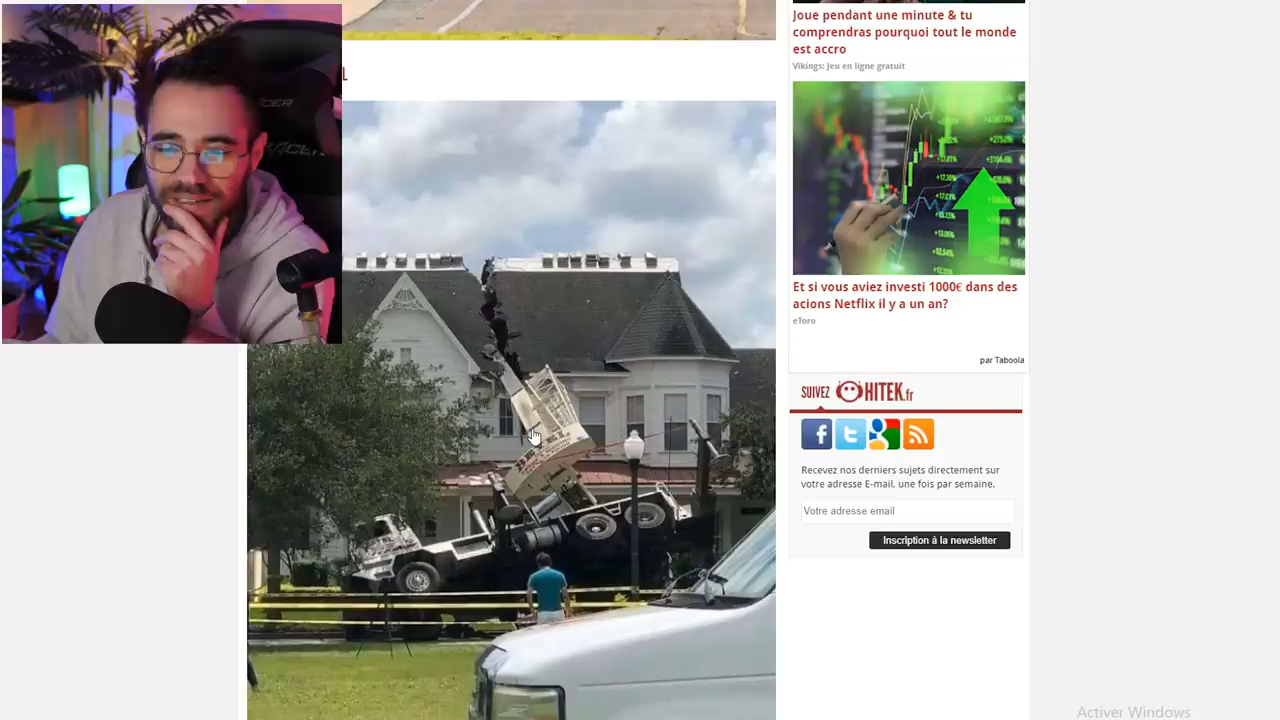 Joue pendant une minute & tu
comprendras pourquoi tout le monde
est accro
Vikings: Jeu en ligne gratuit
Et si vous aviez investi 1000€ dans des
acions Netflix il y a un an?
eToro
par Taboola
SUIVEZ HITEK.fr
Recevez nos derniers sujets directement sur
votre adresse E-mail, une fois par semaine.
Votre adresse email
Inscription à la newsletter
Activer Windows